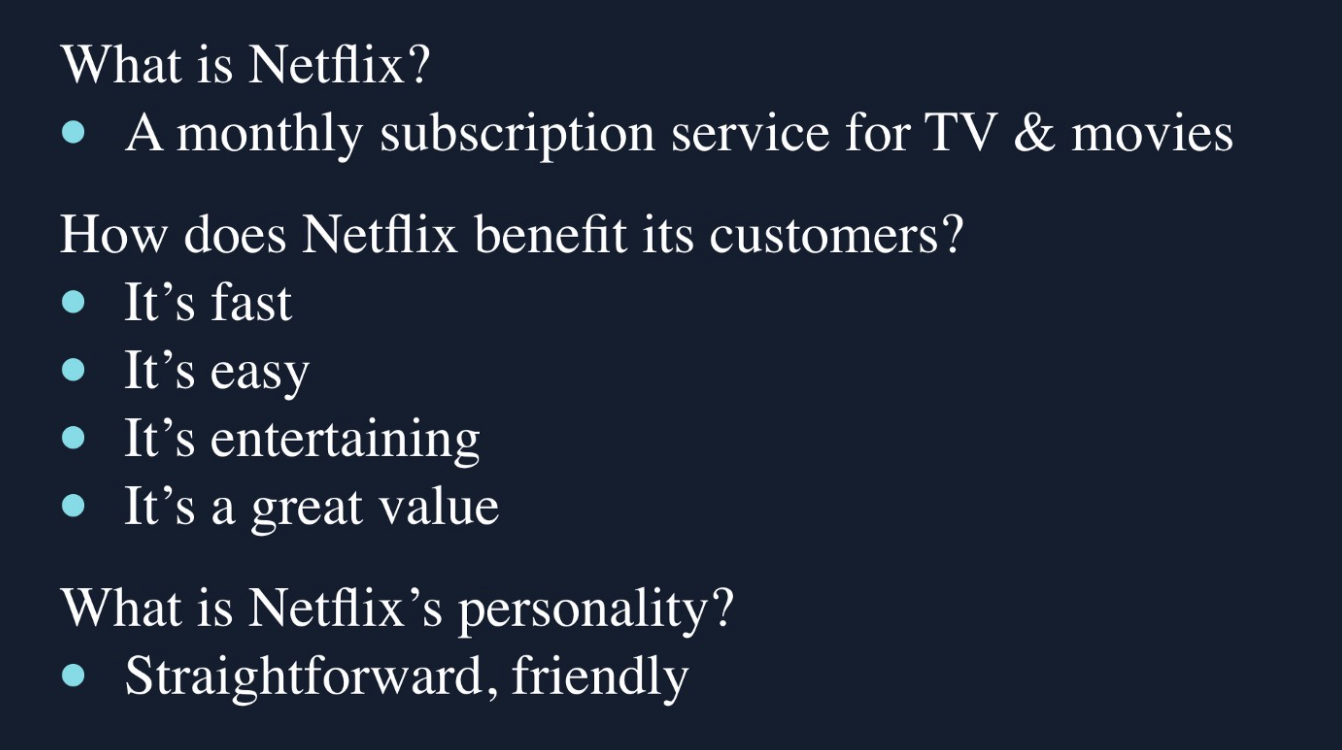 What is Netflix?
● A monthly subscription service for TV & movies
How does Netflix benefit its customers?
● It’s fast
● It’s easy
● It’s entertaining
● It’s a great value
What is Netflix’s personality?
● Straightforward, friendly